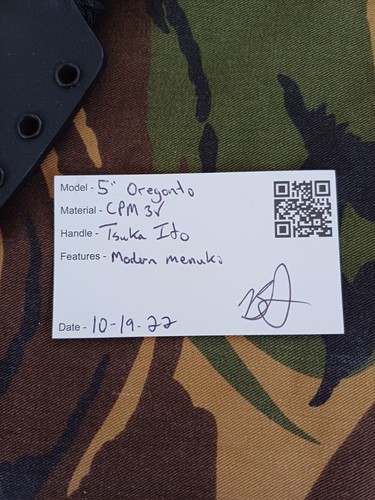 Model - 5" Oregonto
Material - CPM 3V
Handle - Tsuka Ito
Features - Modern menuki
Date - 10-19-22